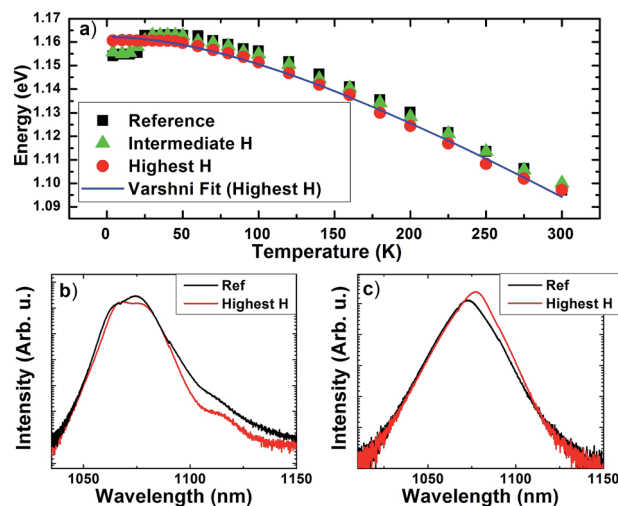 a)
Energy (eV)
1.17
1.16
1.15
1.14
1.13
1.12
1.11
1.10
1.09
Reference
Intermediate H
Highest H
Varshni Fit (Highest H)
0 50 100 150 200 250 300
Temperature (K)
b)
Ref
Highest H
Intensity (Arb. u.)
1050 1100 1150
Wavelength (nm)
c)
Ref
Highest H
Intensity (Arb. u.)
1050 1100 1150
Wavelength (nm)